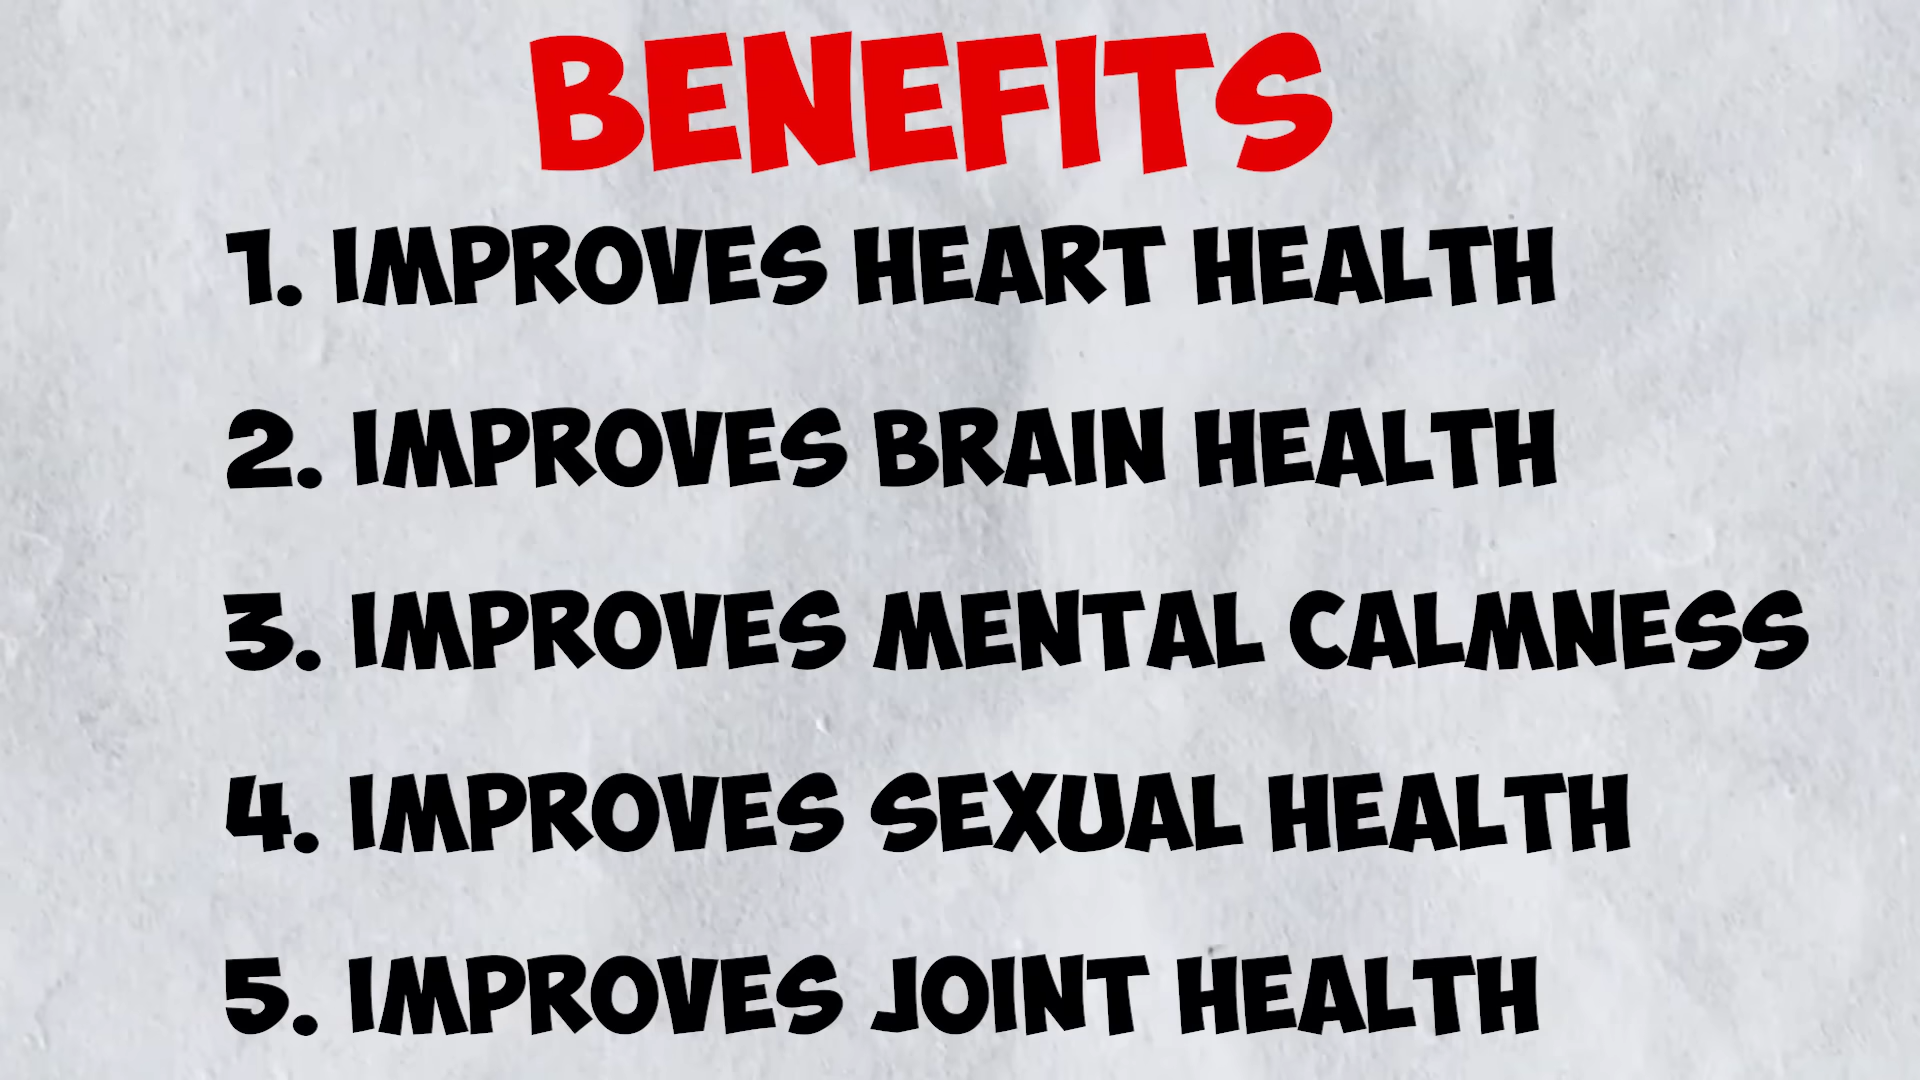 BENEFITS
1. IMPROVES HEART HEALTH
2. IMPROVES BRAIN HEALTH
3. IMPROVES MENTAL CALMNESS
4. IMPROVES SEXUAL HEALTH
5. IMPROVES JOINT HEALTH